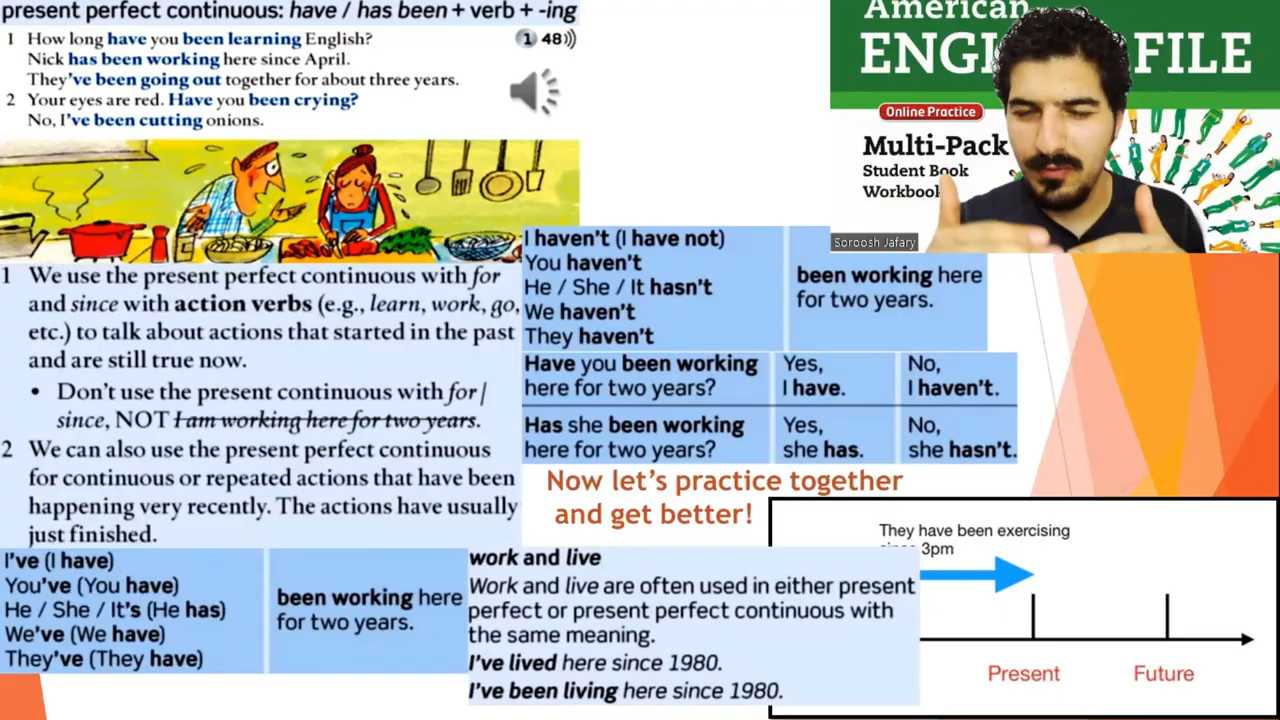 present perfect continuous: have / has been + verb + -ing
1 How long have you been learning English?
Nick has been working here since April.
They've been going out together for about three years.
2 Your eyes are red. Have you been crying?
No, I've been cutting onions.
1 48
American
ENGLISH FILE
Online Practice
Multi-Pack
Student Book
Workbook
Soroosh Jafary
1 We use the present perfect continuous with for
and since with action verbs (e.g., learn, work, go,
etc.) to talk about actions that started in the past
and are still true now.
• Don't use the present continuous with for /
since, NOT I am working here for two years.
2 We can also use the present perfect continuous
for continuous or repeated actions that have been
happening very recently. The actions have usually
just finished.
I haven't (I have not)
You haven't
He / She / It hasn't
We haven't
They haven't
been working here
for two years.
Have you been working
here for two years?
Yes,
I have.
No,
I haven't.
Has she been working
here for two years?
Yes,
she has.
No,
she hasn't.
Now let's practice together
and get better!
I've (I have)
You've (You have)
He / She / It's (He has)
We've (We have)
They've (They have)
been working here
for two years.
work and live
Work and live are often used in either present
perfect or present perfect continuous with
the same meaning.
I've lived here since 1980.
I've been living here since 1980.
They have been exercising
since 3pm
Present
Future